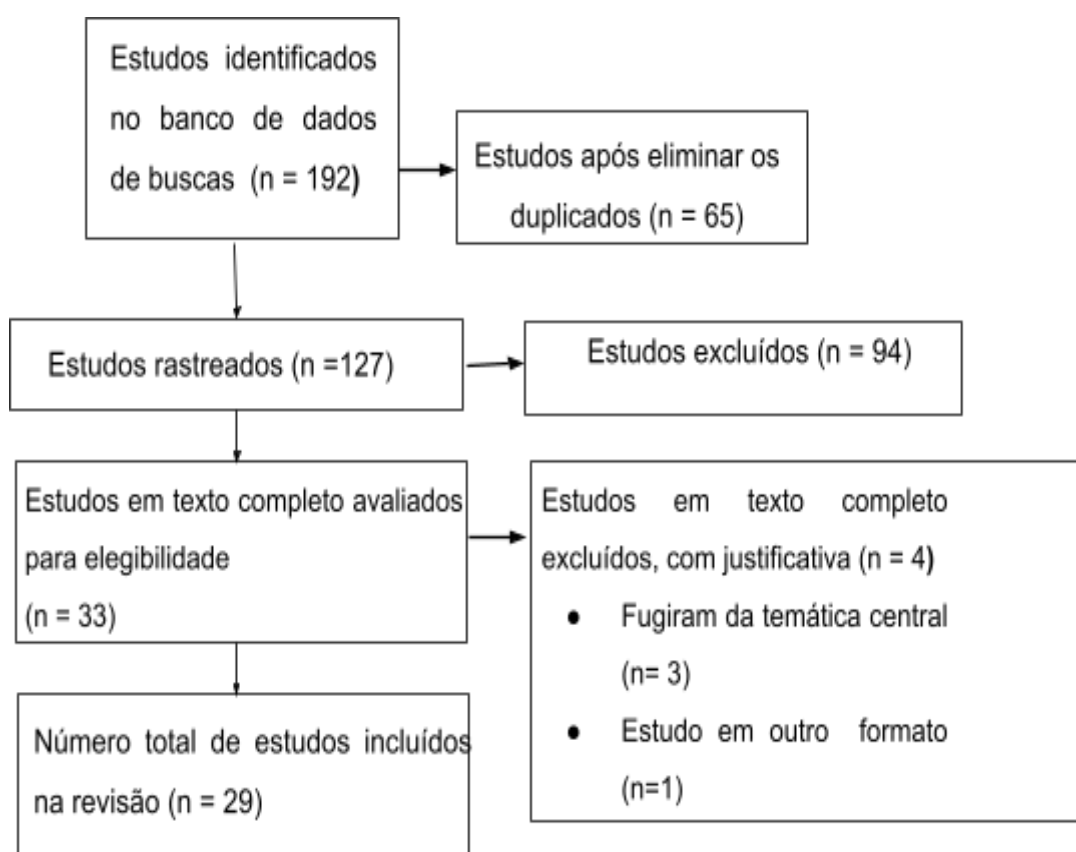 Estudos identificados
no banco de dados
de buscas (n = 192)
Estudos após eliminar os
duplicados (n = 65)
Estudos rastreados (n =127)
Estudos excluídos (n = 94)
Estudos em texto completo avaliados
para elegibilidade
(n = 33)
Estudos em texto completo
excluídos, com justificativa (n = 4)
● Fugiram da temática central
(n= 3)
● Estudo em outro formato
(n=1)
Número total de estudos incluídos
na revisão (n = 29)